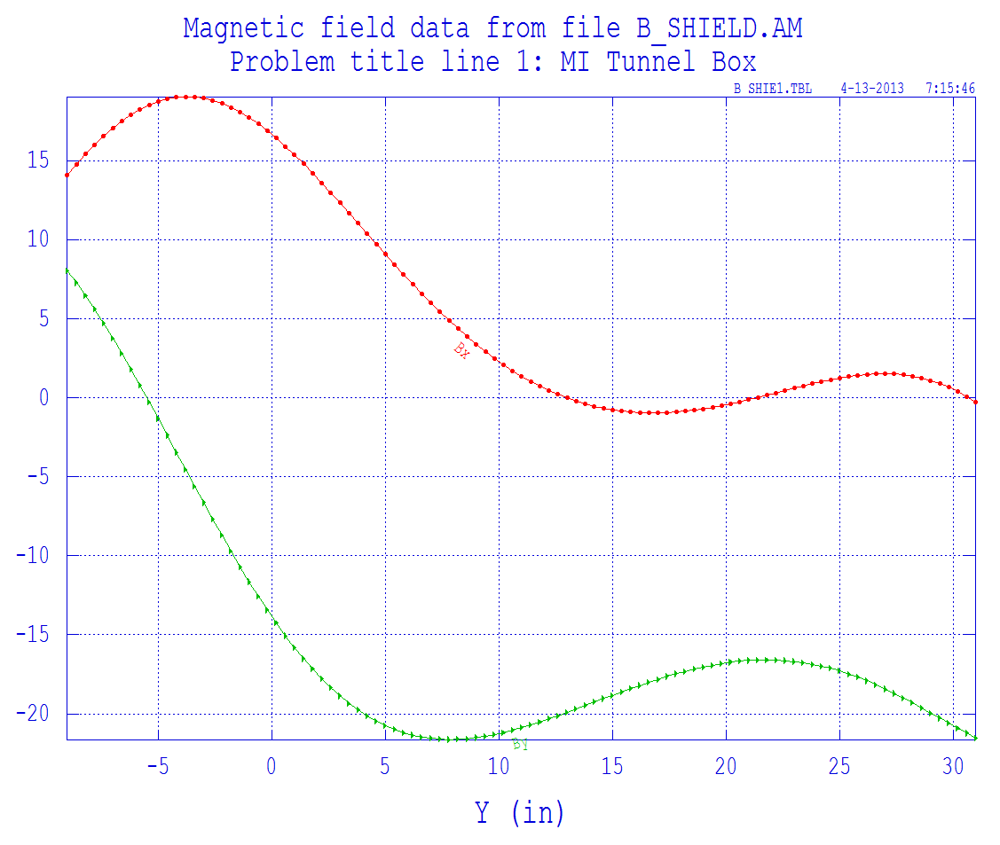 Magnetic field data from file B_SHIELD.AM
Problem title line 1: MI Tunnel Box
B_SHIE1.TBL 4-13-2013 7:15:46
15
10
5
0
-5
-10
-15
-20
BX
BY
-5 0 5 10 15 20 25 30
Y (in)